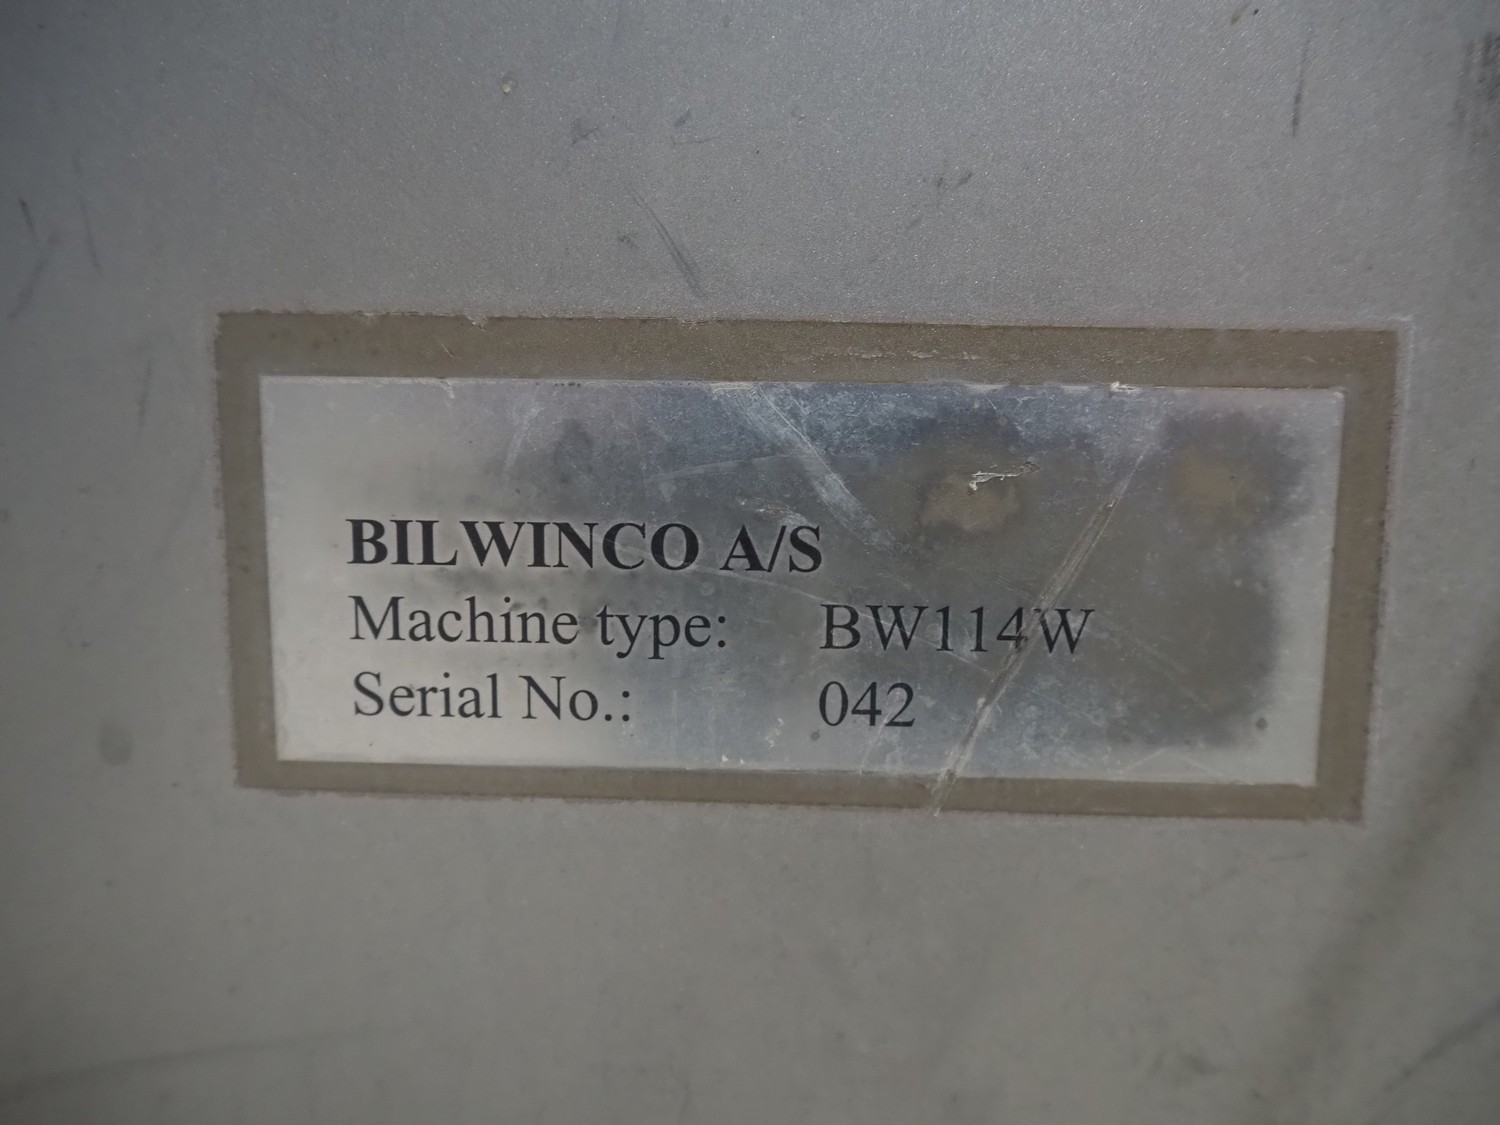 BILWINCO A/S
Machine type: BW114W
Serial No.: 042